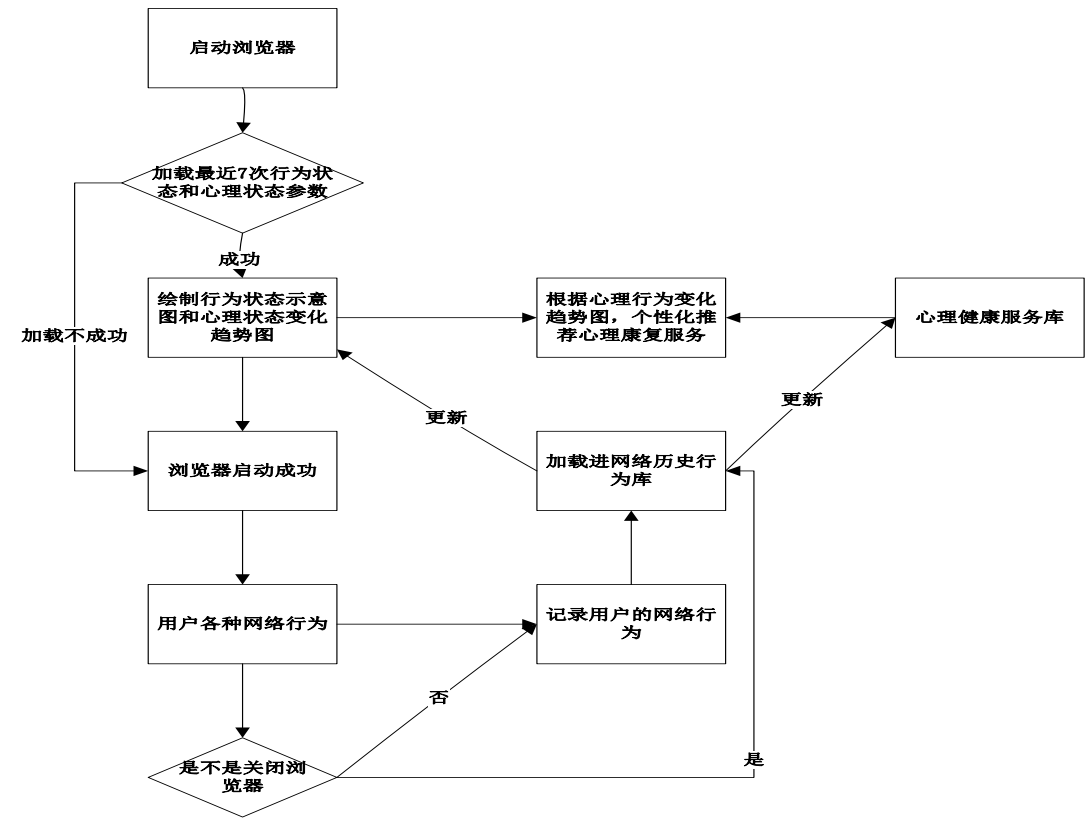 启动浏览器
加载最近7次行为状
态和心理状态参数
成功
绘制行为状态示意
图和心理状态变化
趋势图
根据心理行为变化
趋势图，个性化推
荐心理康复服务
心理健康服务库
加载不成功
更新
更新
浏览器启动成功
加载进网络历史行
为库
用户各种网络行为
记录用户的网络行
为
否
是不是关闭浏
览器
是